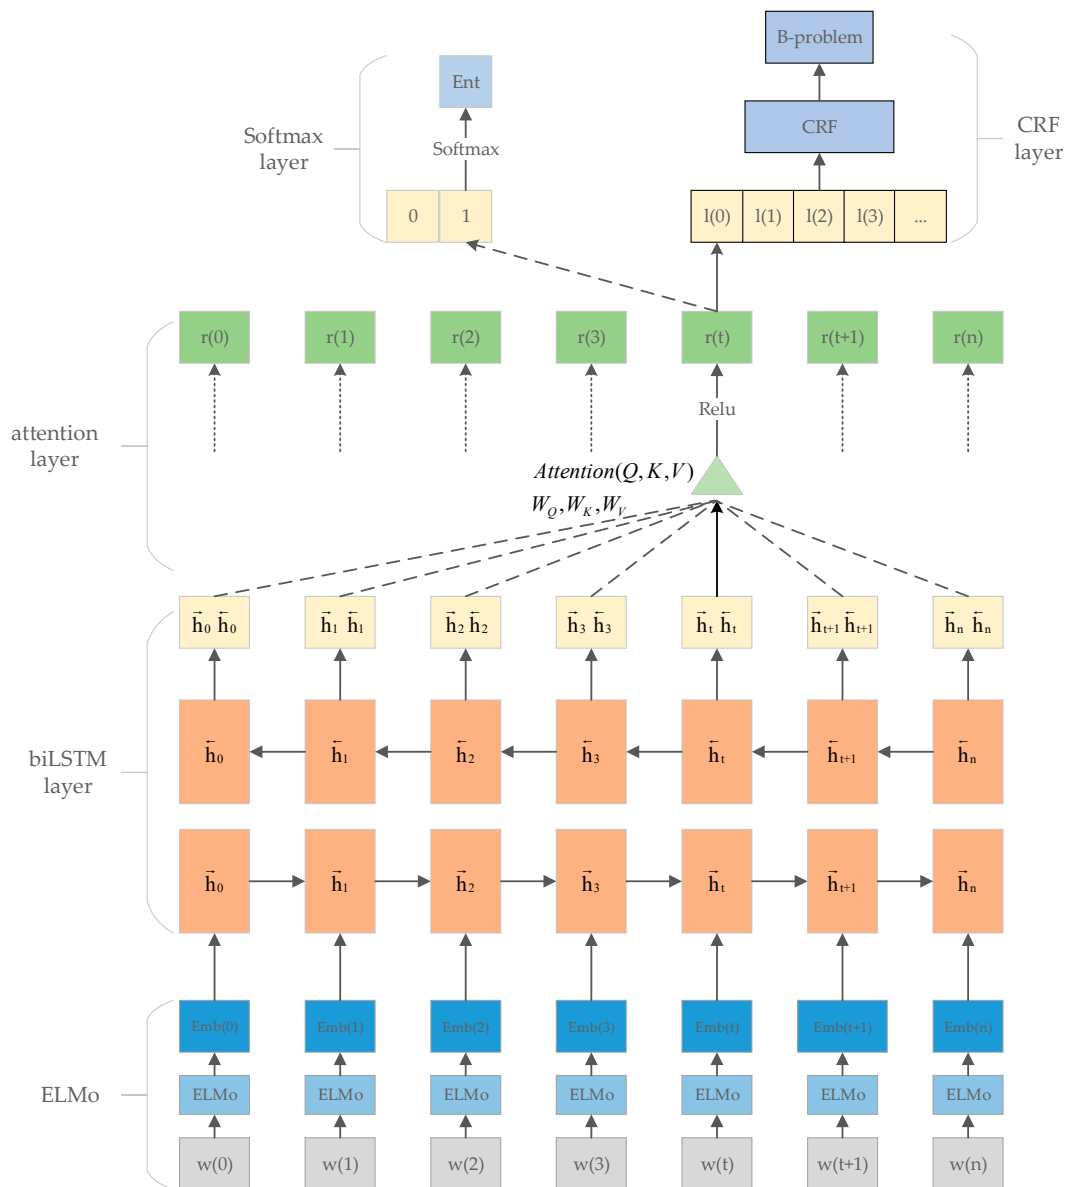 B-problem
Ent
CRF
Softmax
layer
Softmax
CRF
layer
0 1
l(0) l(1) l(2) l(3) ...
r(0) r(1) r(2) r(3) r(t) r(t+1) r(n)
Relu
attention
layer
Attention(Q,K,V)
W_Q,W_K,W_V
h⃗₀ h⃖₀ h⃗₁ h⃖₁ h⃗₂ h⃖₂ h⃗₃ h⃖₃ h⃗ₜ h⃖ₜ h⃗ₜ₊₁ h⃖ₜ₊₁ h⃗ₙ h⃖ₙ
biLSTM
layer
h⃖₀ h⃖₁ h⃖₂ h⃖₃ h⃖ₜ h⃖ₜ₊₁ h⃖ₙ
h⃗₀ h⃗₁ h⃗₂ h⃗₃ h⃗ₜ h⃗ₜ₊₁ h⃗ₙ
Emb(0) Emb(1) Emb(2) Emb(3) Emb(t) Emb(t+1) Emb(n)
ELMo
ELMo ELMo ELMo ELMo ELMo ELMo ELMo
w(0) w(1) w(2) w(3) w(t) w(t+1) w(n)